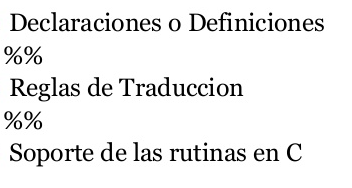 Declaraciones o Definiciones
%%
Reglas de Traduccion
%%
Soporte de las rutinas en C